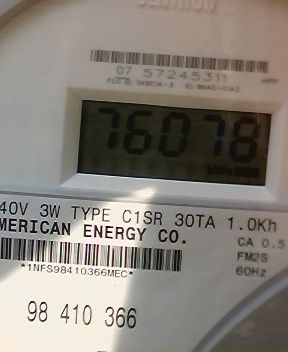 07 57245311
76078
40V 3W TYPE C1SR 30TA 1.0Kh
MERICAN ENERGY CO.
CA 0.5
*1NFS98410366MEC*
FM2S
60Hz
98 410 366